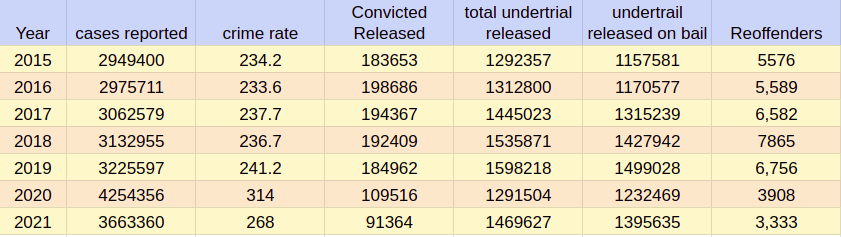 Year cases reported crime rate Convicted Released total undertrial released undertrail released on bail Reoffenders
2015 2949400 234.2 183653 1292357 1157581 5576
2016 2975711 233.6 198686 1312800 1170577 5,589
2017 3062579 237.7 194367 1445023 1315239 6,582
2018 3132955 236.7 192409 1535871 1427942 7865
2019 3225597 241.2 184962 1598218 1499028 6,756
2020 4254356 314 109516 1291504 1232469 3908
2021 3663360 268 91364 1469627 1395635 3,333